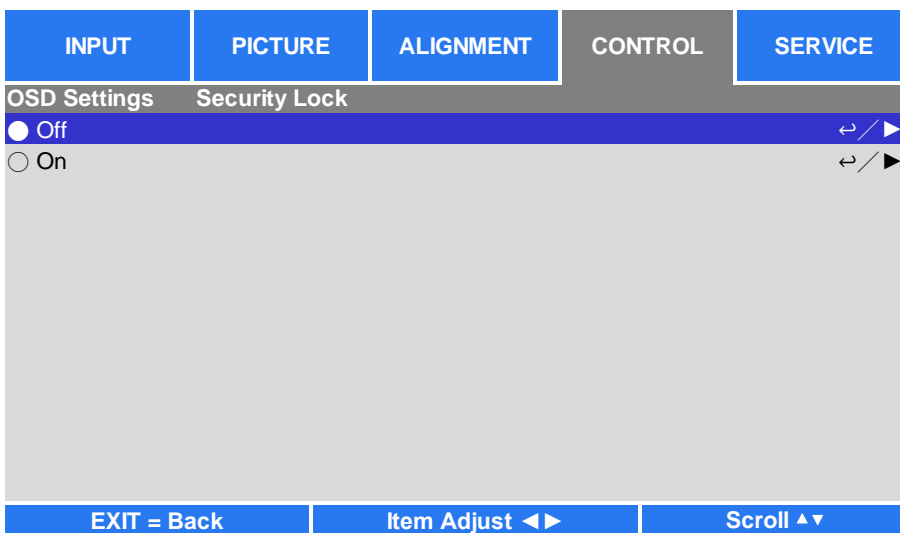 INPUT PICTURE ALIGNMENT CONTROL SERVICE
OSD Settings Security Lock
● Off ↩/▶
○ On ↩/▶
EXIT = Back Item Adjust ◀▶ Scroll ▲▼